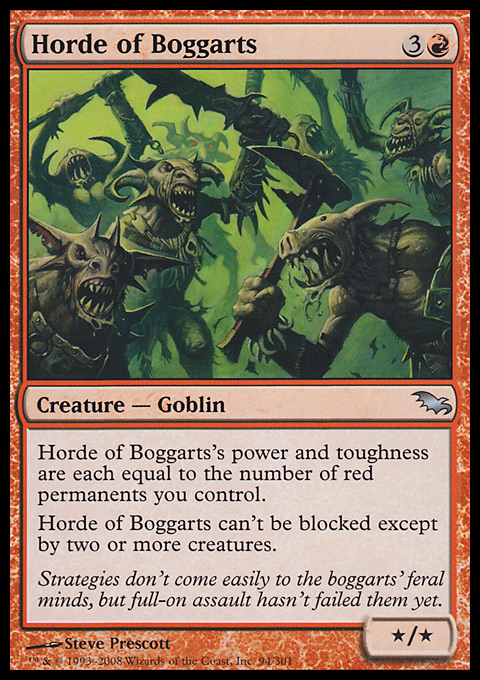 Horde of Boggarts 3
Creature — Goblin
Horde of Boggarts's power and toughness
are each equal to the number of red
permanents you control.
Horde of Boggarts can't be blocked except
by two or more creatures.
Strategies don't come easily to the boggarts' feral
minds, but full-on assault hasn't failed them yet.
★/★
Steve Prescott
™ & © 1993–2008 Wizards of the Coast, Inc. 94/301